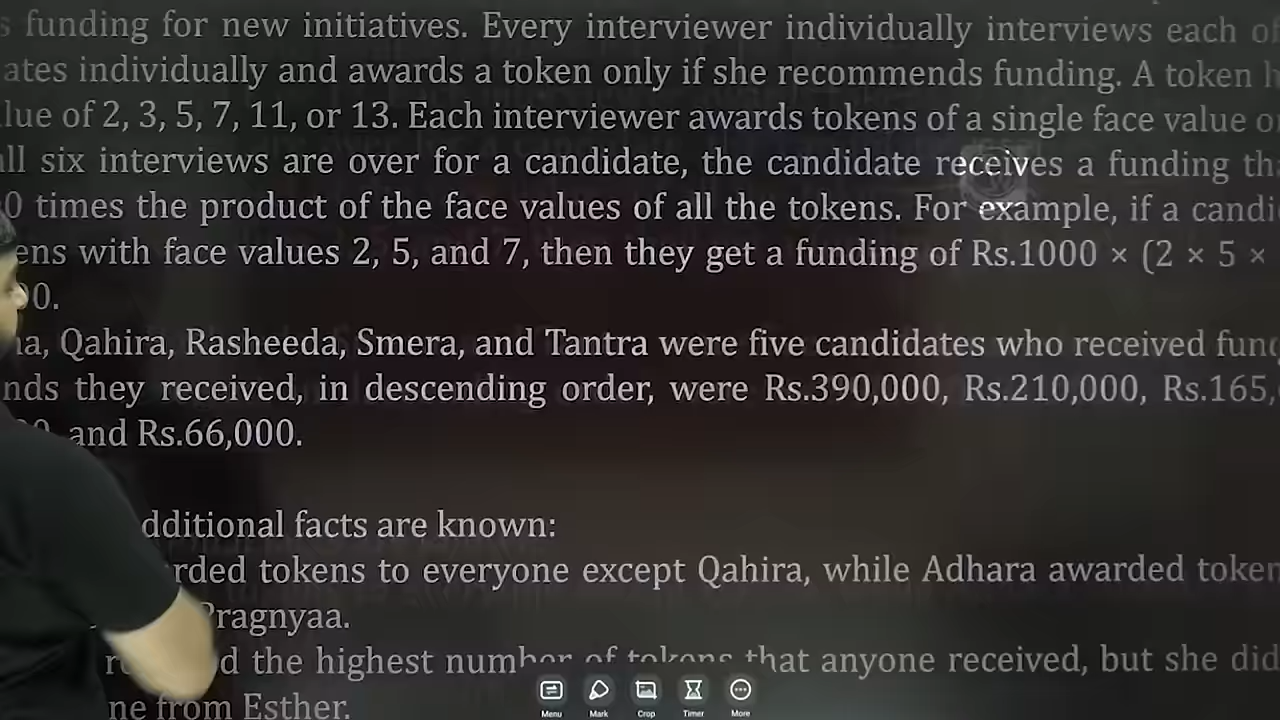 funding for new initiatives. Every interviewer individually interviews each
ates individually and awards a token only if she recommends funding. A token
lue of 2, 3, 5, 7, 11, or 13. Each interviewer awards tokens of a single face value
ll six interviews are over for a candidate, the candidate receives a funding
0 times the product of the face values of all the tokens. For example, if a candi
ens with face values 2, 5, and 7, then they get a funding of Rs.1000 × (2 × 5 ×
0.
a, Qahira, Rasheeda, Smera, and Tantra were five candidates who received fun
nds they received, in descending order, were Rs.390,000, Rs.210,000, Rs.165,
and Rs.66,000.
dditional facts are known:
rded tokens to everyone except Qahira, while Adhara awarded token
Pragnyaa.
the highest number of tokens that anyone received, but she did
ne from Esther.
Menu Mark Crop Timer More